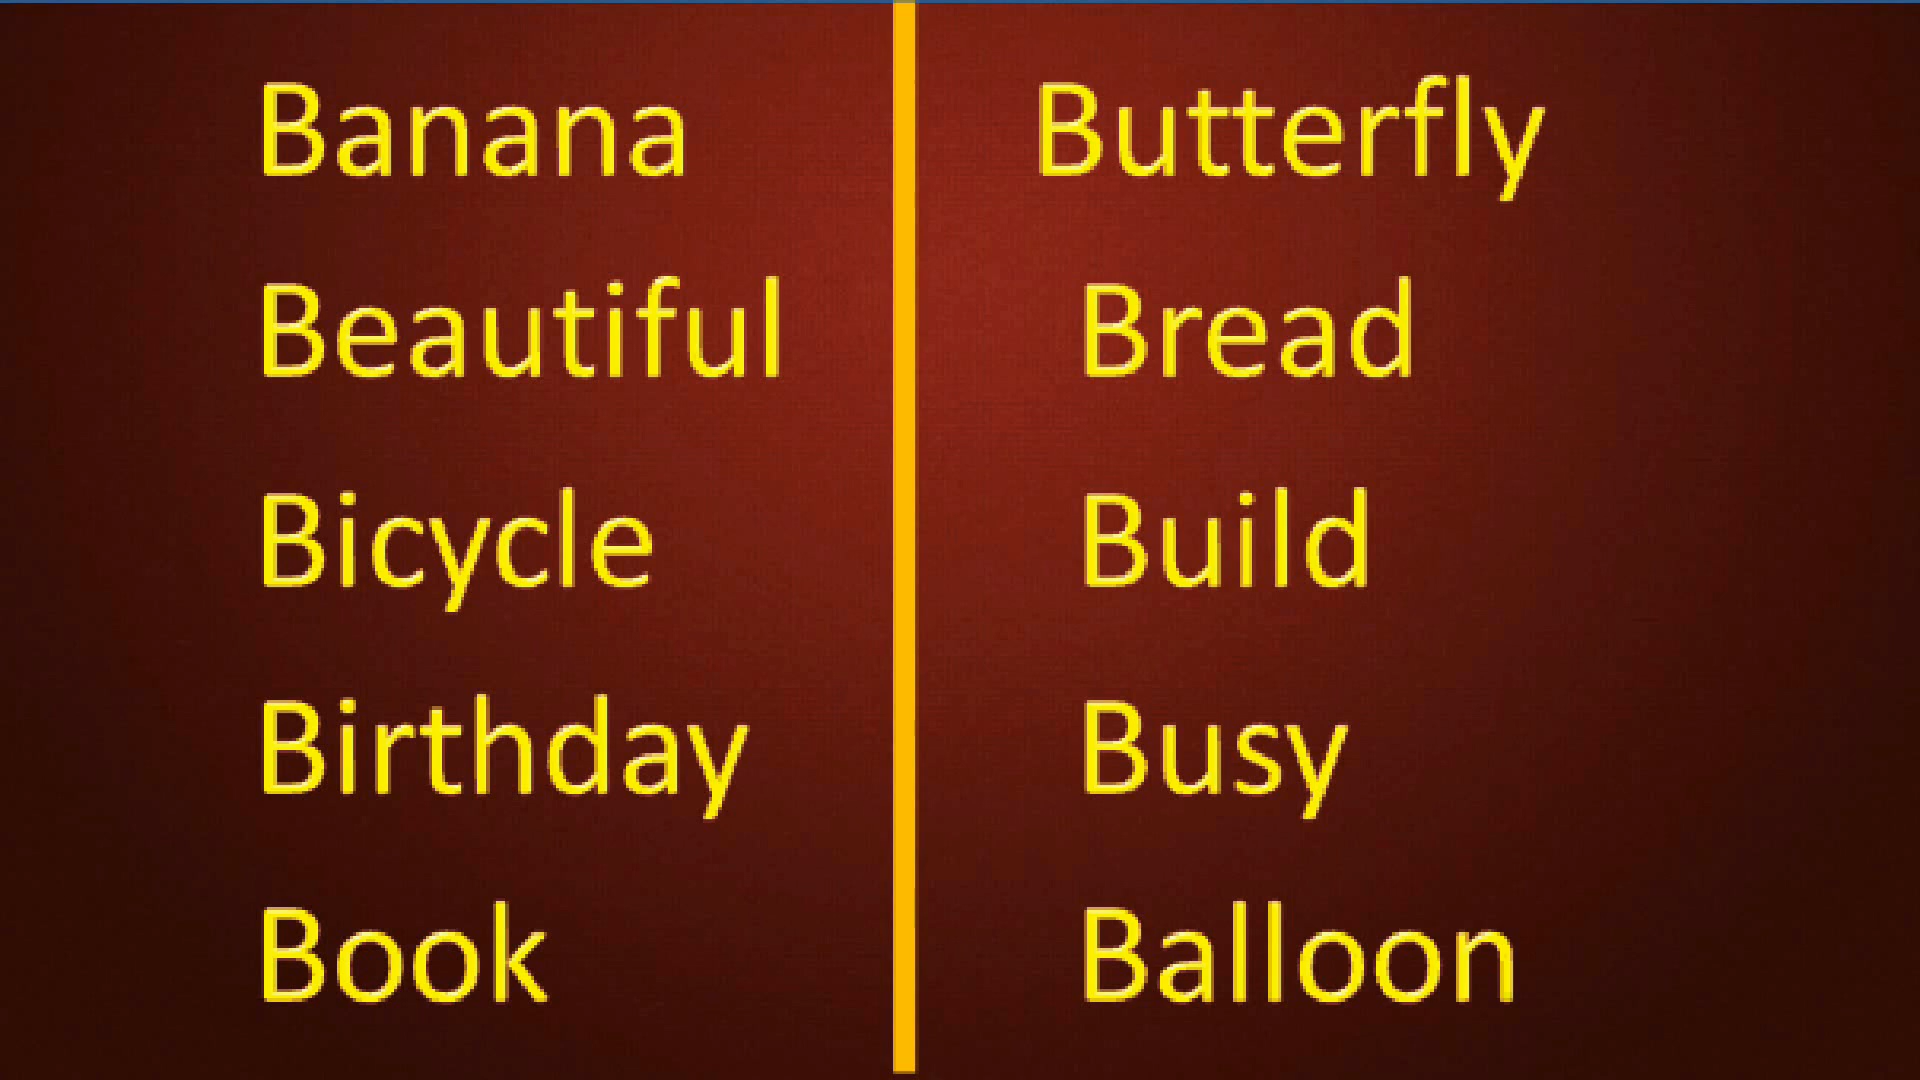 Banana
Beautiful
Bicycle
Birthday
Book
Butterfly
Bread
Build
Busy
Balloon